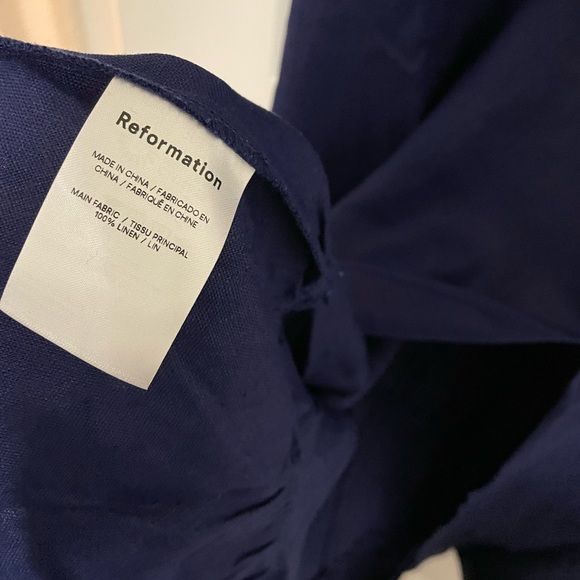 Reformation
MADE IN CHINA / FABRICADO EN
CHINA / FABRIQUÉ EN CHINE
MAIN FABRIC / TISSU PRINCIPAL
100% LINEN / LIN